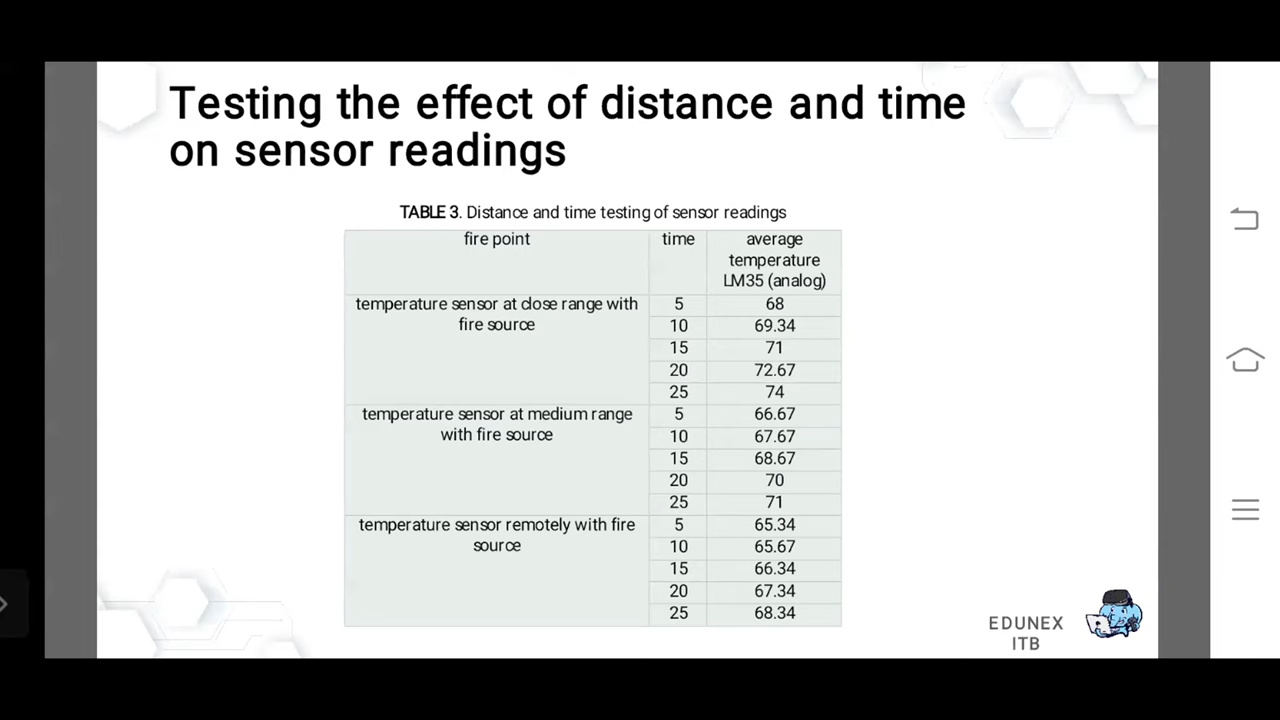 Testing the effect of distance and time
on sensor readings
TABLE 3. Distance and time testing of sensor readings
fire point time average
temperature
LM35 (analog)
temperature sensor at close range with
fire source
5 68
10 69.34
15 71
20 72.67
25 74
temperature sensor at medium range
with fire source
5 66.67
10 67.67
15 68.67
20 70
25 71
temperature sensor remotely with fire
source
5 65.34
10 65.67
15 66.34
20 67.34
25 68.34
EDUNEX
ITB